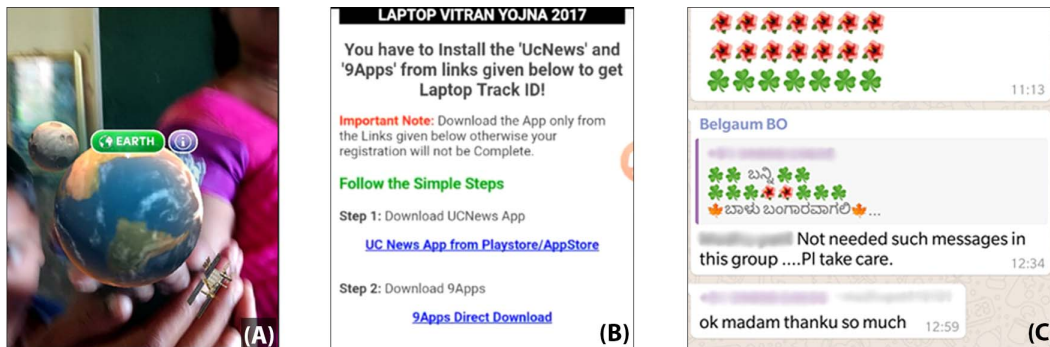 EARTH
(A)
LAPTOP VITRAN YOJNA 2017
You have to Install the 'UcNews' and
'9Apps' from links given below to get
Laptop Track ID!
Important Note: Download the App only from
the Links given below otherwise your
registration will not be Complete.
Follow the Simple Steps
Step 1: Download UCNews App
UC News App from Playstore/AppStore
Step 2: Download 9Apps
9Apps Direct Download
(B)
11:13
Belgaum BO
ಬನ್ನಿ
ಬಾಳು ಬಂಗಾರವಾಗಲಿ...
Not needed such messages in
this group ....Pl take care.
12:34
ok madam thanku so much 12:59
(C